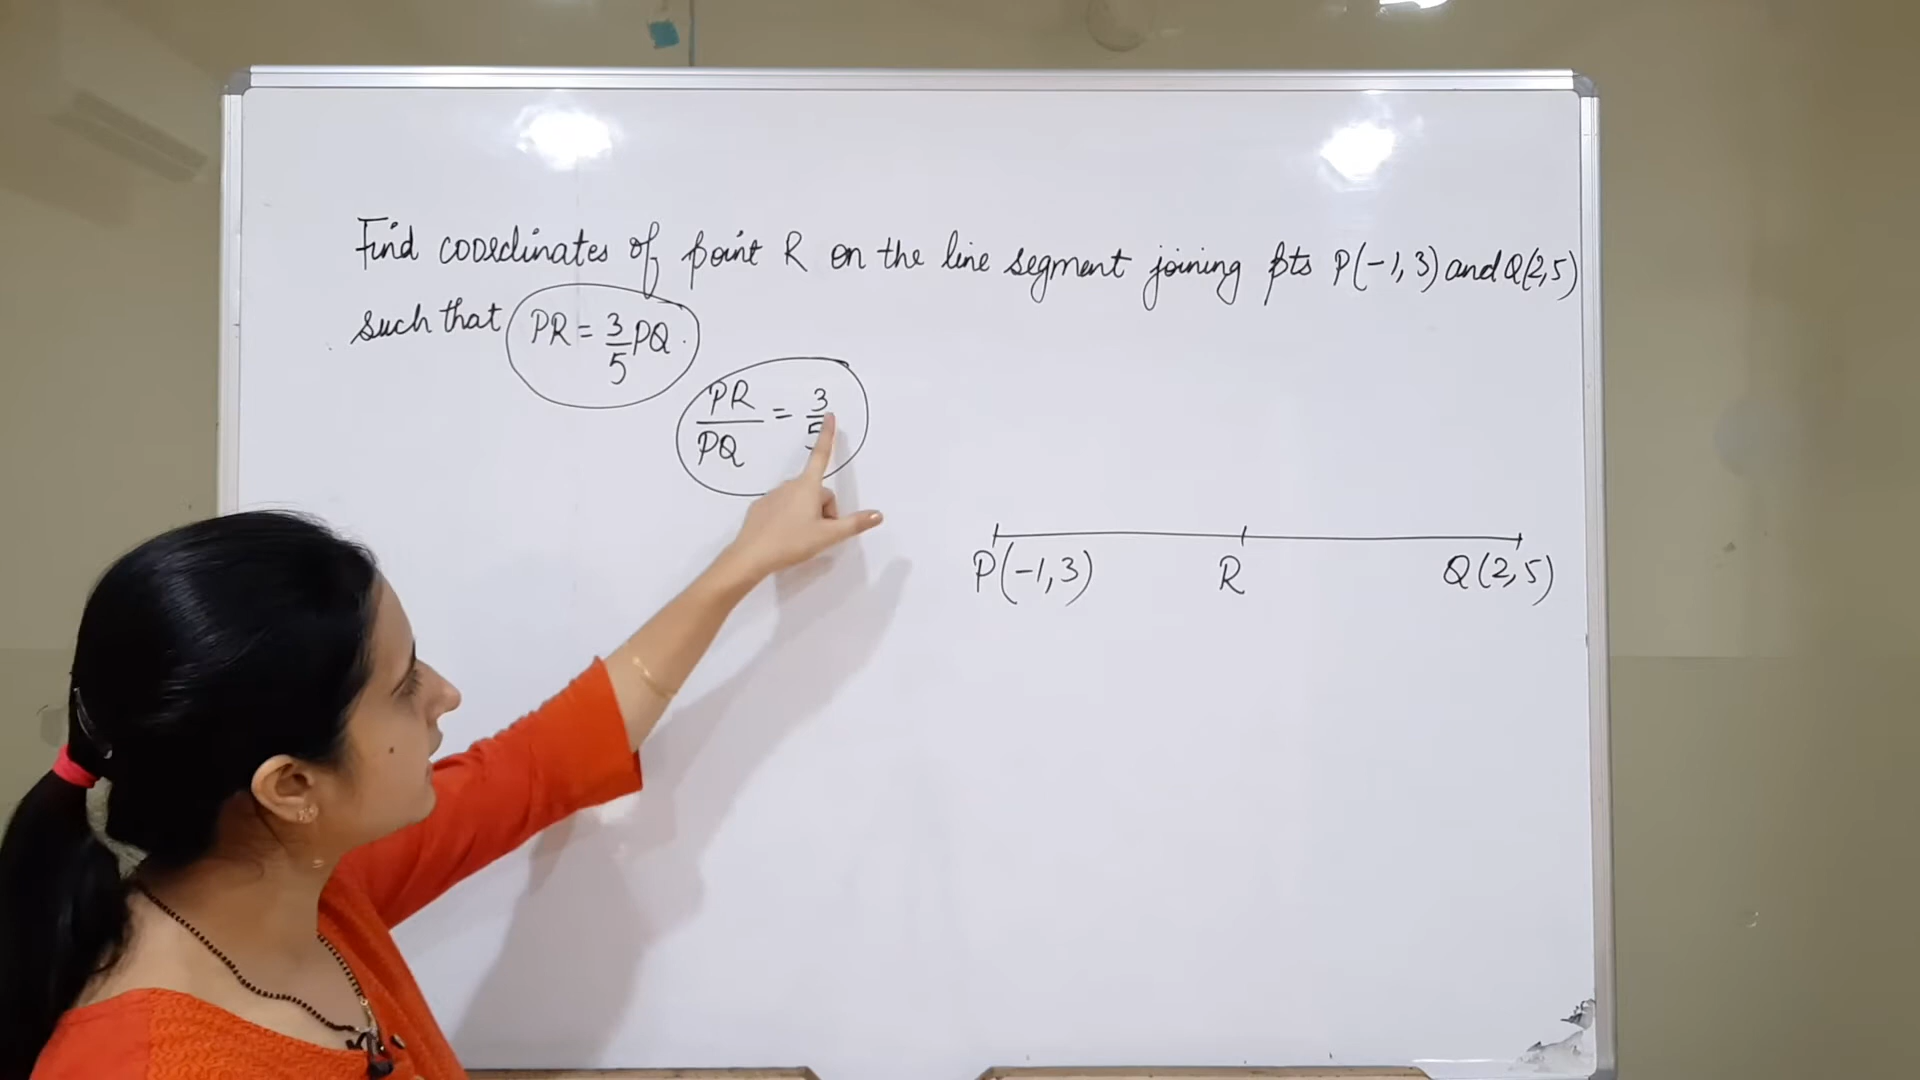 Find coordinates of point R on the line segment joining pts P(-1, 3) and Q(2, 5)
such that PR = 3/5 PQ.
PR/PQ = 3/5
P(-1, 3) R Q(2, 5)